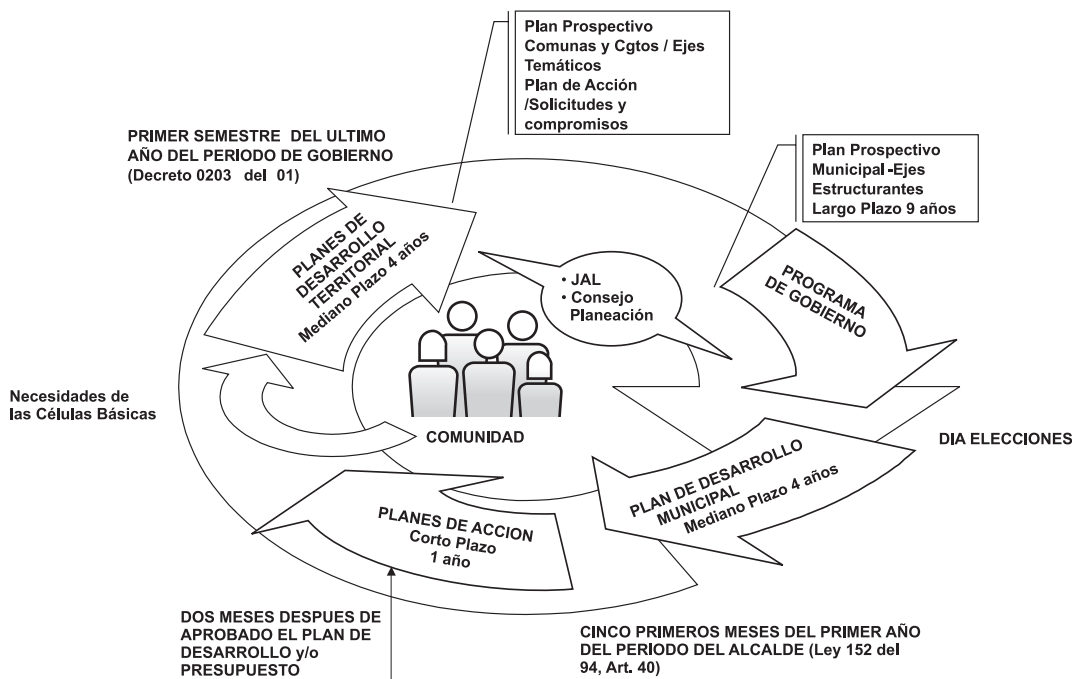 Plan Prospectivo
Comunas y Cgtos / Ejes
Temáticos
Plan de Acción
/Solicitudes y
compromisos
PRIMER SEMESTRE DEL ULTIMO
AÑO DEL PERIODO DE GOBIERNO
(Decreto 0203 del 01)
Plan Prospectivo
Municipal -Ejes
Estructurantes
Largo Plazo 9 años
PLANES DE
DESARROLLO
TERRITORIAL
Mediano Plazo 4 años
• JAL
• Consejo
Planeación
PROGRAMA
DE GOBIERNO
Necesidades de
las Células Básicas
COMUNIDAD
DIA ELECCIONES
PLAN DE DESARROLLO
MUNICIPAL
Mediano Plazo 4 años
PLANES DE ACCION
Corto Plazo
1 año
DOS MESES DESPUES DE
APROBADO EL PLAN DE
DESARROLLO y/o
PRESUPUESTO
CINCO PRIMEROS MESES DEL PRIMER AÑO
DEL PERIODO DEL ALCALDE (Ley 152 del
94, Art. 40)